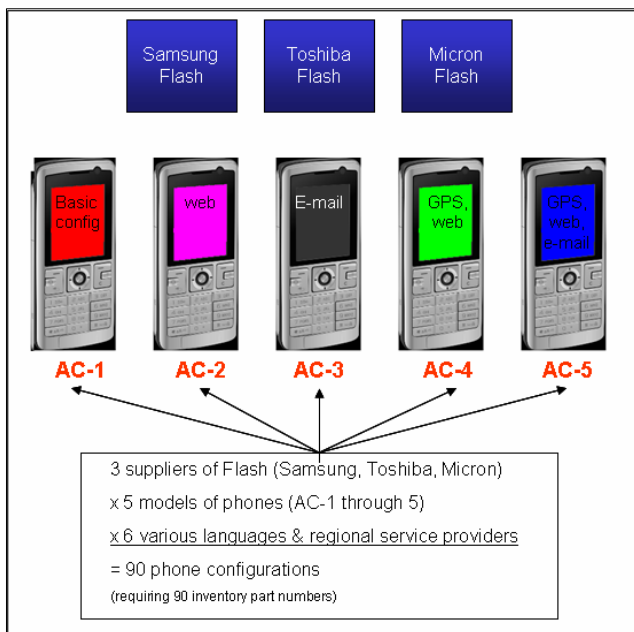 Samsung
Flash
Toshiba
Flash
Micron
Flash
Basic
config
web
E-mail
GPS,
web
GPS,
web,
e-mail
AC-1
AC-2
AC-3
AC-4
AC-5
3 suppliers of Flash (Samsung, Toshiba, Micron)
x 5 models of phones (AC-1 through 5)
x 6 various languages & regional service providers
= 90 phone configurations
(requiring 90 inventory part numbers)